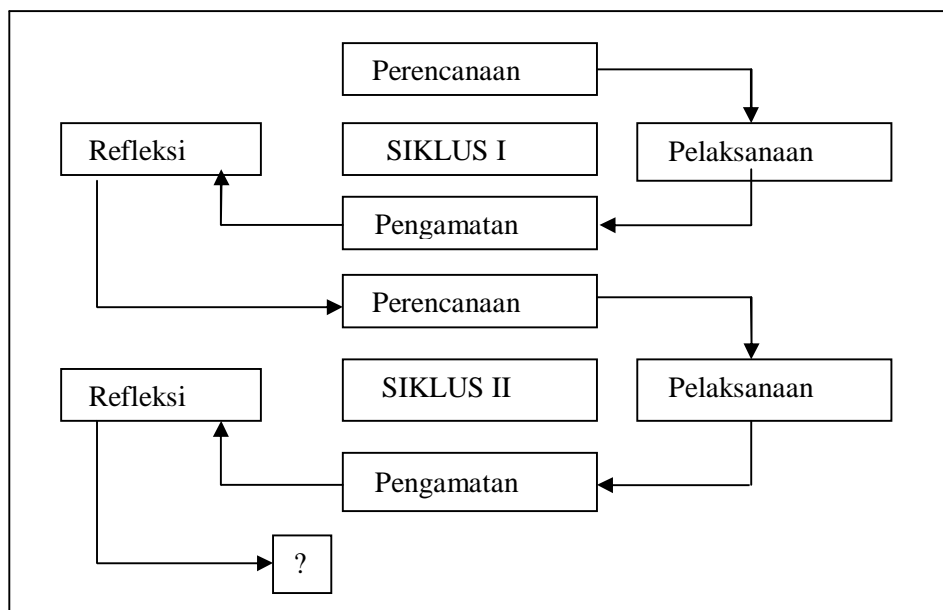 Perencanaan
Refleksi
SIKLUS I
Pelaksanaan
Pengamatan
Perencanaan
Refleksi
SIKLUS II
Pelaksanaan
Pengamatan
?